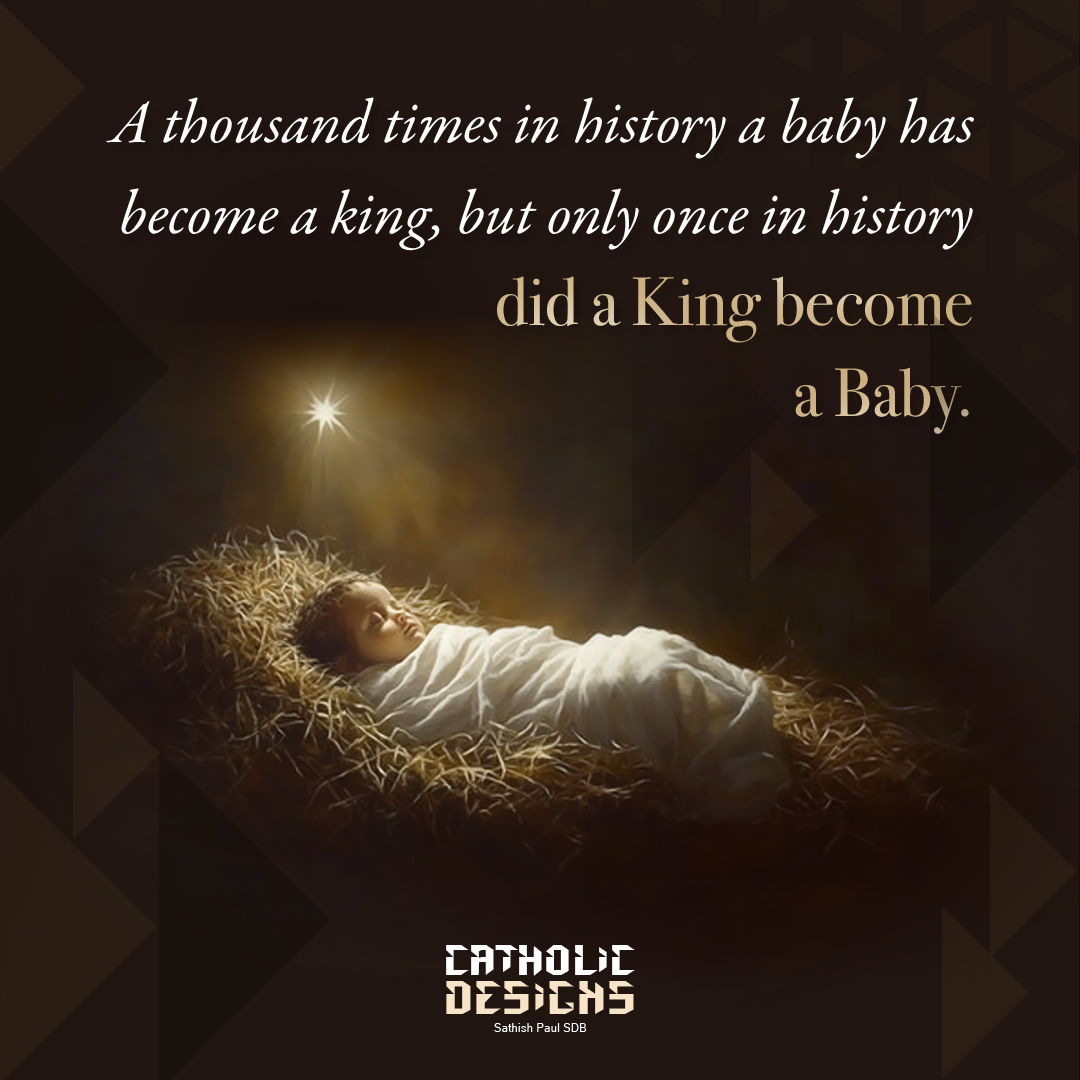 A thousand times in history a baby has
become a king, but only once in history
did a King become
a Baby.
CATHOLIC
DESIGNS
Sathish Paul SDB